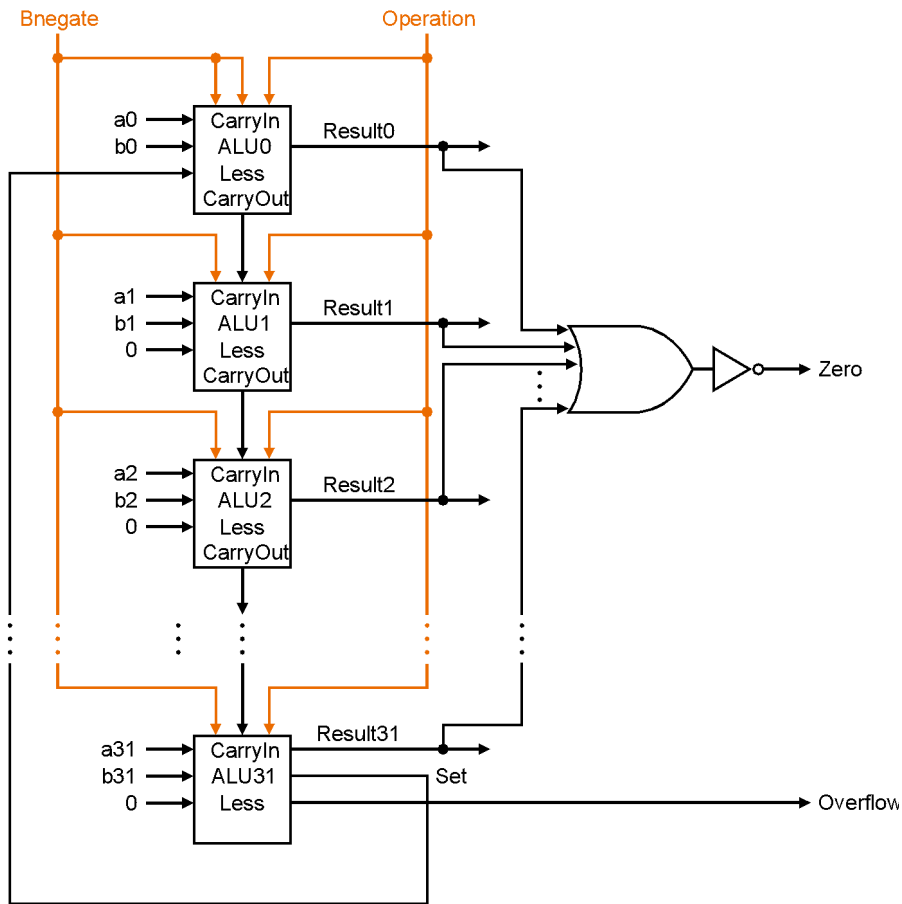 Bnegate Operation
a0 CarryIn Result0
b0 ALU0
Less
CarryOut
a1 CarryIn Result1
b1 ALU1
0 Less
CarryOut
Zero
a2 CarryIn Result2
b2 ALU2
0 Less
CarryOut
a31 CarryIn Result31
b31 ALU31 Set
0 Less Overflow